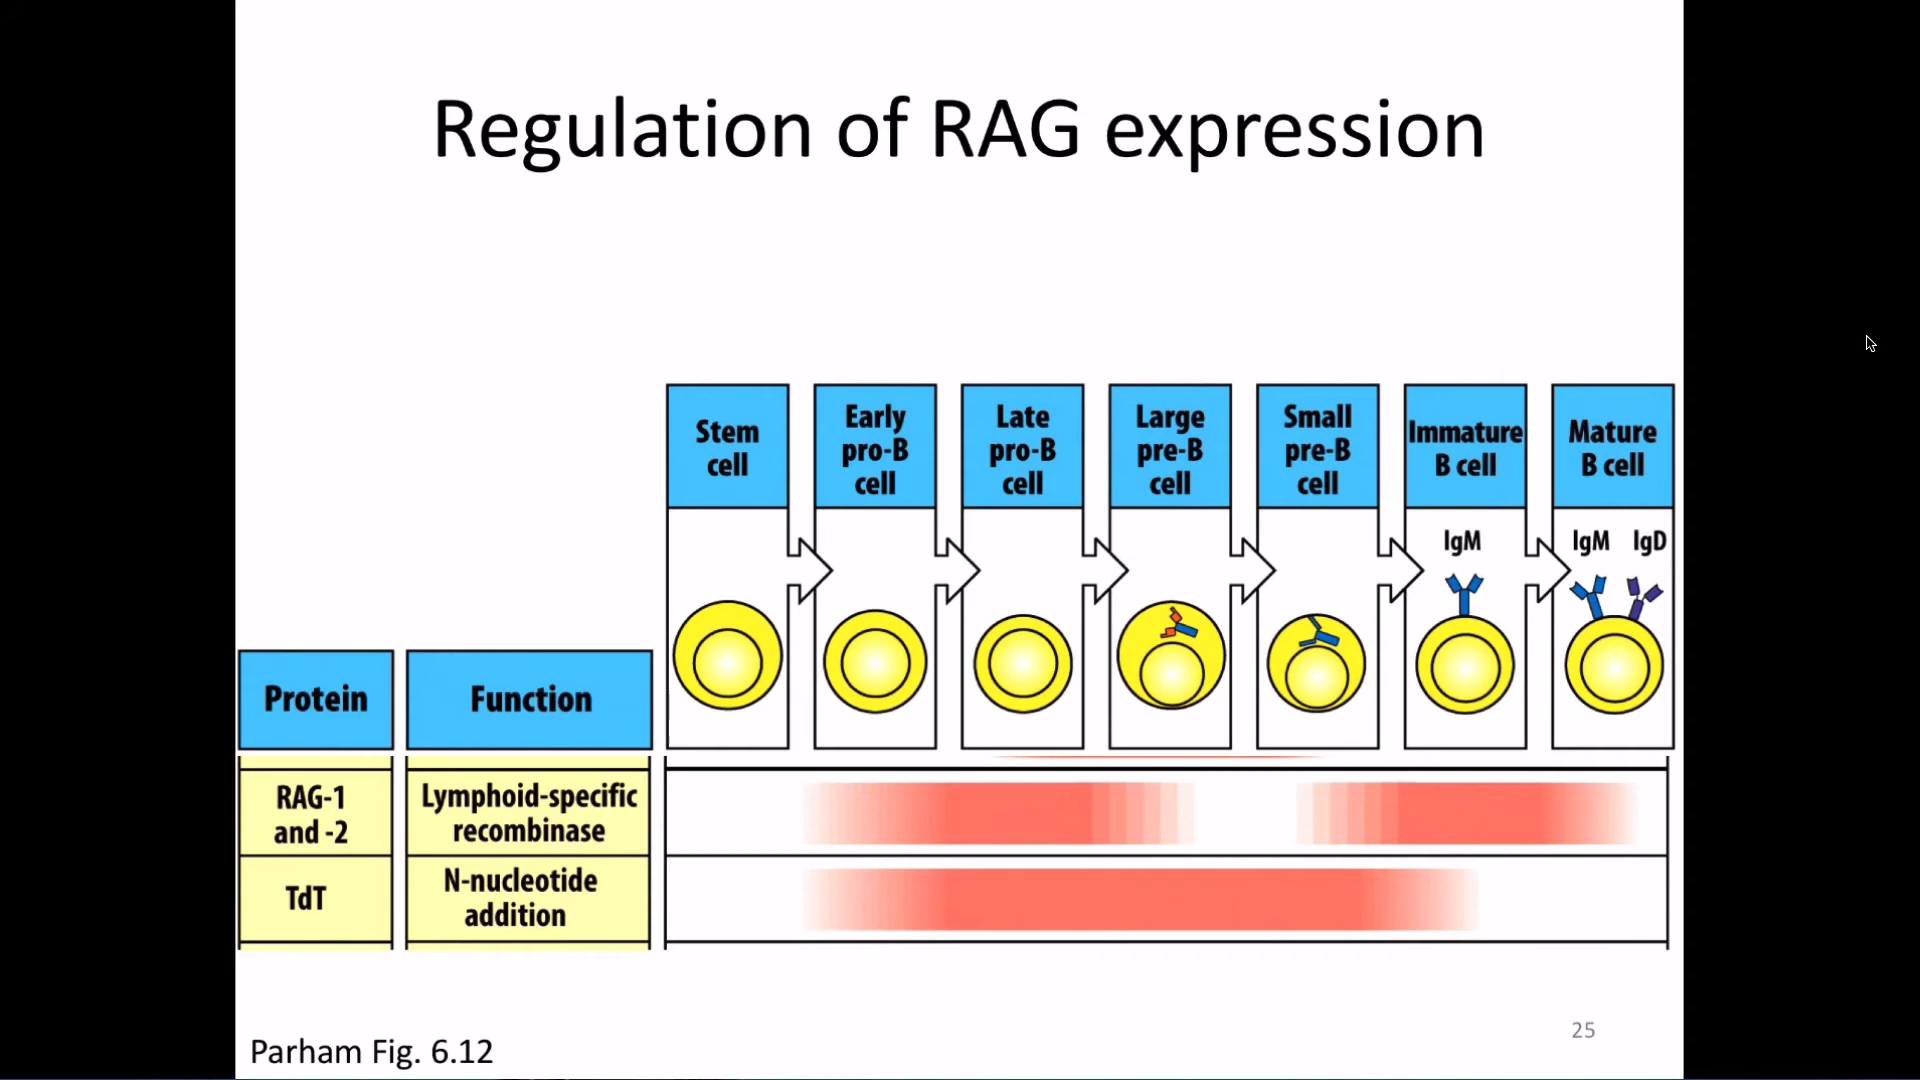 Regulation of RAG expression
Stem
cell
Early
pro-B
cell
Late
pro-B
cell
Large
pre-B
cell
Small
pre-B
cell
Immature
B cell
Mature
B cell
IgM
IgM IgD
Protein
Function
RAG-1
and -2
Lymphoid-specific
recombinase
TdT
N-nucleotide
addition
25
Parham Fig. 6.12